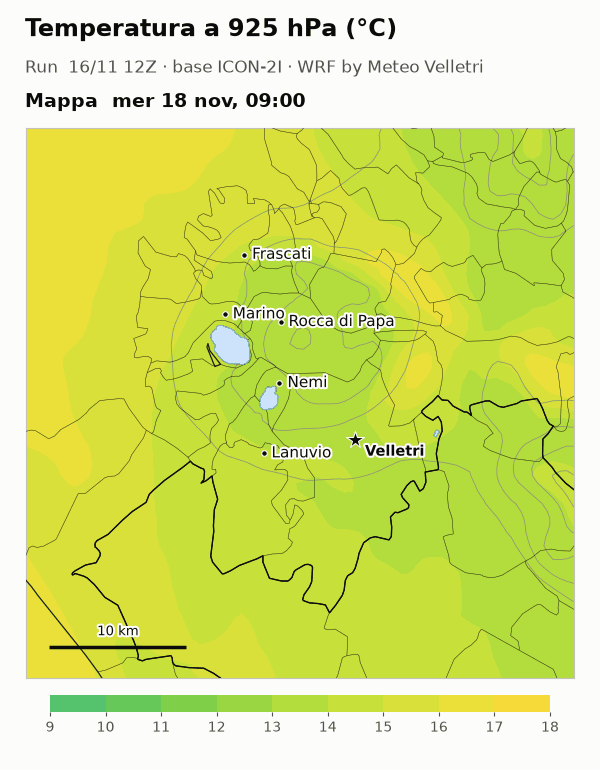 Temperatura a 925 hPa (°C)
Run 16/11 12Z · base ICON-2I · WRF by Meteo Velletri
Mappa mer 18 nov, 09:00
Frascati
Marino
Rocca di Papa
Nemi
Velletri
Lanuvio
10 km
9 10 11 12 13 14 15 16 17 18